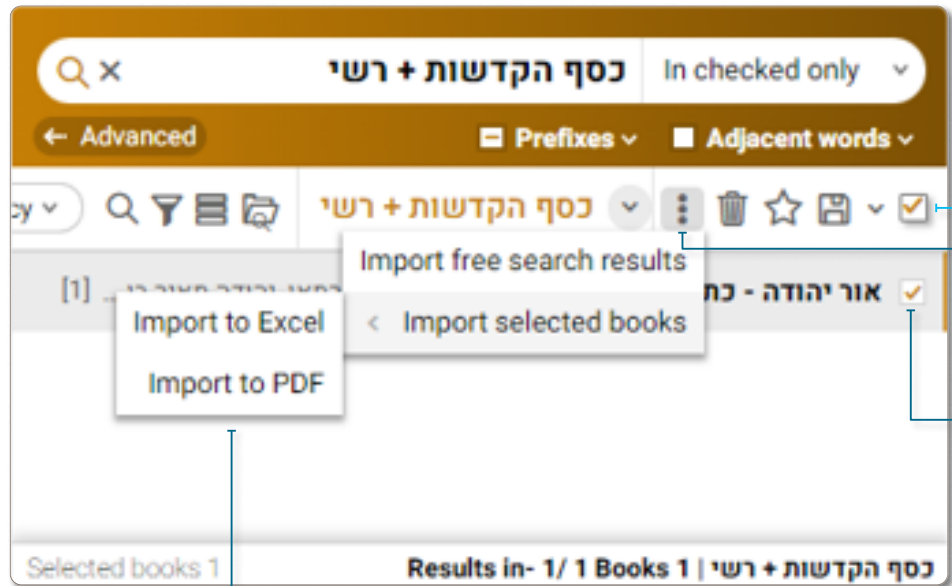 כסף הקדשות + רשי In checked only
Advanced Prefixes Adjacent words
cy כסף הקדשות + רשי
Import free search results
אור יהודה - כת [1]
Import selected books
Import to Excel
Import to PDF
כסף הקדשות + רשי | Results in- 1/ 1 Books 1
Selected books 1